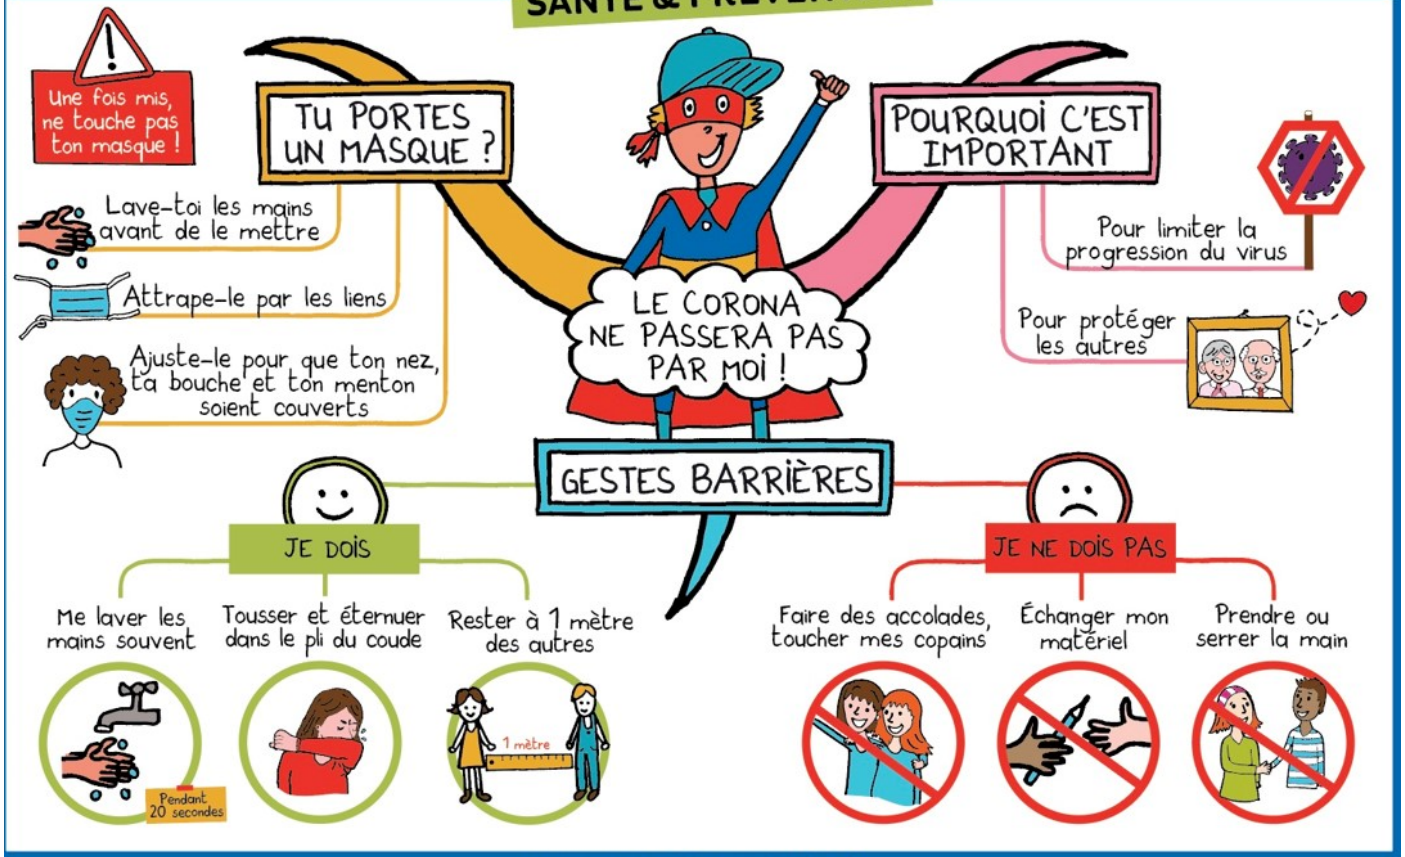 SANTÉ & PRÉVENTION
Une fois mis,
ne touche pas
ton masque !
TU PORTES
UN MASQUE ?
Lave-toi les mains
avant de le mettre
Attrape-le par les liens
Ajuste-le pour que ton nez,
ta bouche et ton menton
soient couverts
POURQUOI C'EST
IMPORTANT
Pour limiter la
progression du virus
Pour protéger
les autres
LE CORONA
NE PASSERA PAS
PAR MOI !
GESTES BARRIÈRES
JE DOIS
Me laver les
mains souvent
Pendant
20 secondes
Tousser et éternuer
dans le pli du coude
Rester à 1 mètre
des autres
1 mètre
JE NE DOIS PAS
Faire des accolades,
toucher mes copains
Échanger mon
matériel
Prendre ou
serrer la main